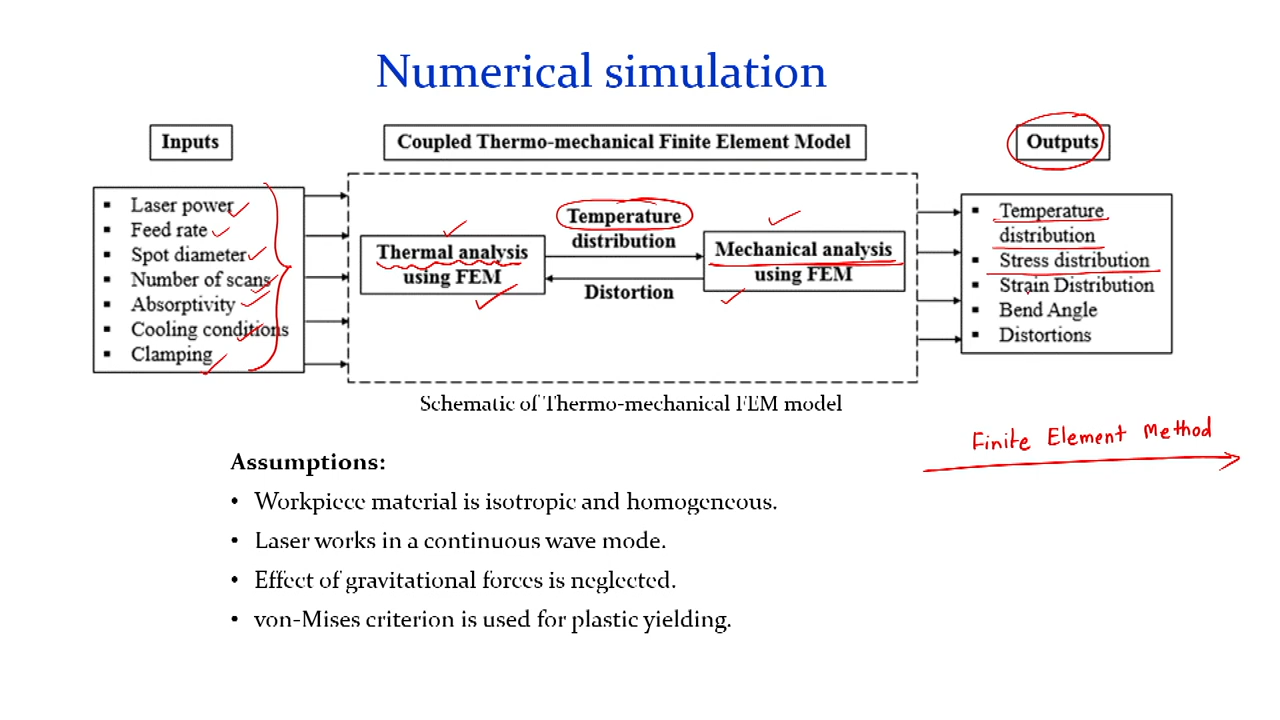 Numerical simulation
Inputs
Coupled Thermo-mechanical Finite Element Model
Outputs
▪ Laser power
▪ Feed rate
▪ Spot diameter
▪ Number of scans
▪ Absorptivity
▪ Cooling conditions
▪ Clamping
Thermal analysis
using FEM
Temperature
distribution
Distortion
Mechanical analysis
using FEM
▪ Temperature
distribution
▪ Stress distribution
▪ Strain Distribution
▪ Bend Angle
▪ Distortions
Schematic of Thermo-mechanical FEM model
Finite Element Method
Assumptions:
• Workpiece material is isotropic and homogeneous.
• Laser works in a continuous wave mode.
• Effect of gravitational forces is neglected.
• von-Mises criterion is used for plastic yielding.